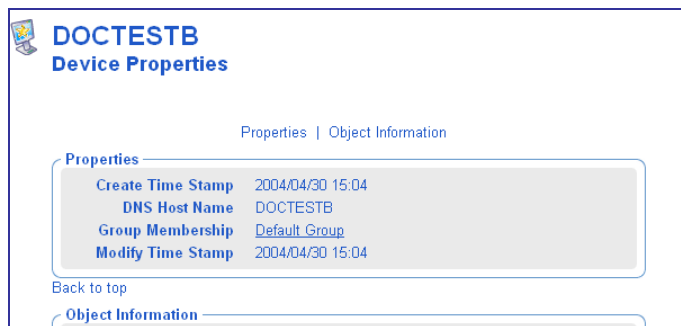 DOCTESTB
Device Properties
Properties | Object Information
Properties
Create Time Stamp 2004/04/30 15:04
DNS Host Name DOCTESTB
Group Membership Default Group
Modify Time Stamp 2004/04/30 15:04
Back to top
Object Information